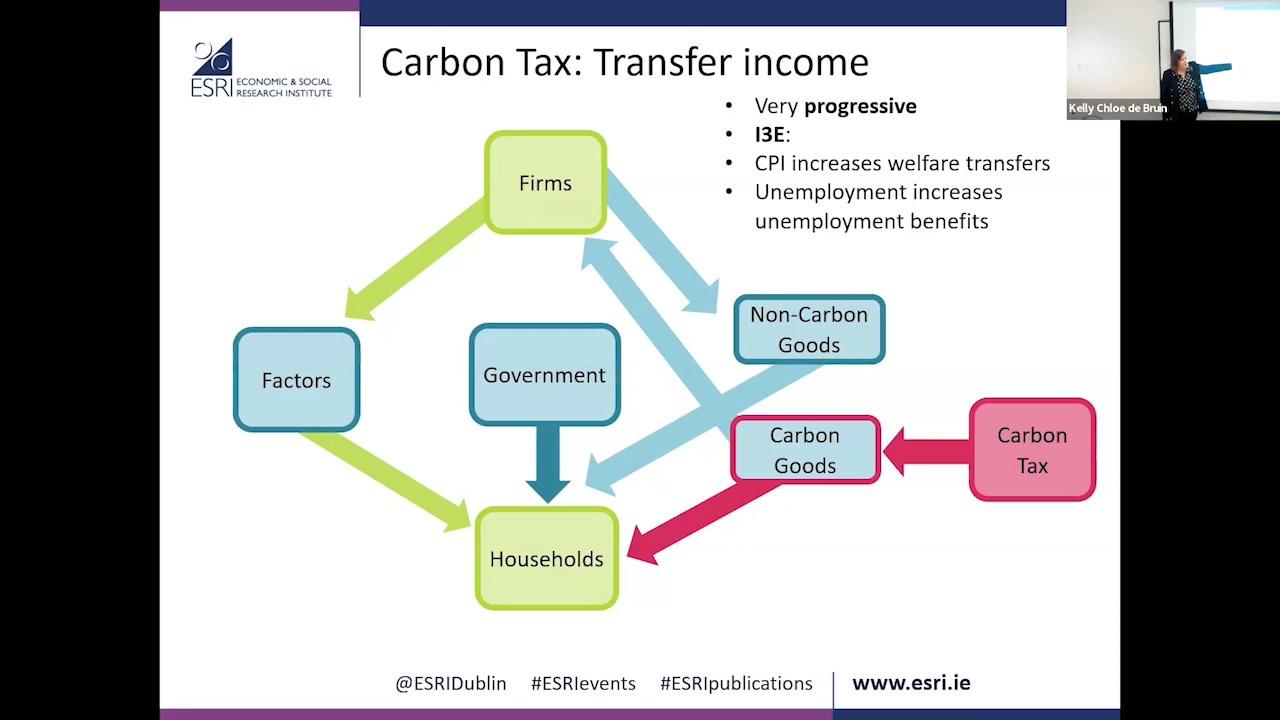 ESRI ECONOMIC & SOCIAL
RESEARCH INSTITUTE
Carbon Tax: Transfer income
Kelly Chloe de Bruin
• Very progressive
• I3E:
• CPI increases welfare transfers
• Unemployment increases
unemployment benefits
Firms
Non-Carbon
Goods
Factors
Government
Carbon
Goods
Carbon
Tax
Households
@ESRIDublin #ESRIevents #ESRIpublications www.esri.ie